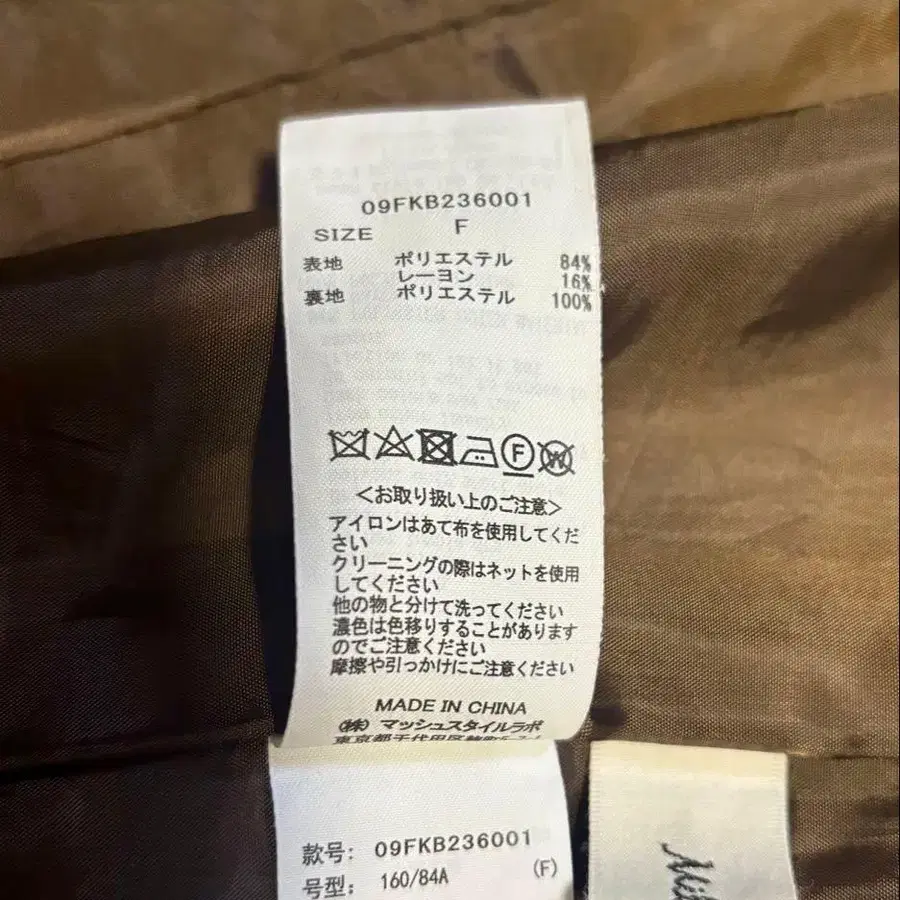 09FKB236001
SIZE F
表地 ポリエステル 84%
レーヨン 16%
裏地 ポリエステル 100%
F
W
<お取り扱い上のご注意>
アイロンはあて布を使用してくだ
さい
クリーニングの際はネットを使用
してください
他の物と分けて洗ってください
濃色は色移りすることがあります
のでご注意ください
摩擦や引っかけにご注意ください
MADE IN CHINA
(株) マッシュスタイルラボ
東京都千代田区
款号: 09FKB236001
号型: 160/84A (F)